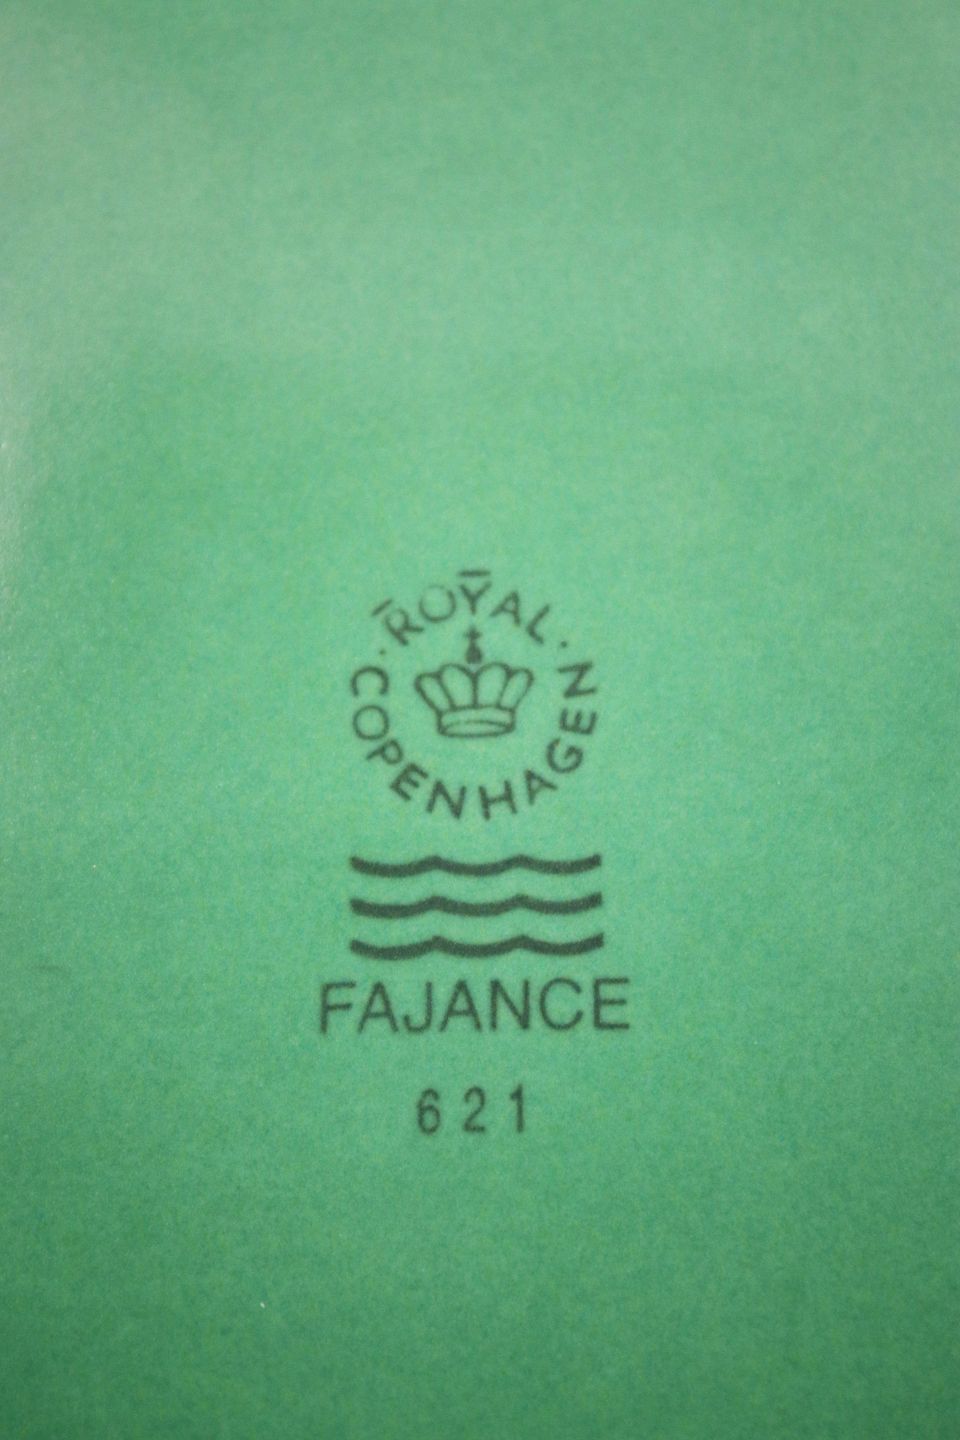 ROYAL
COPENHAGEN
FAJANCE
621